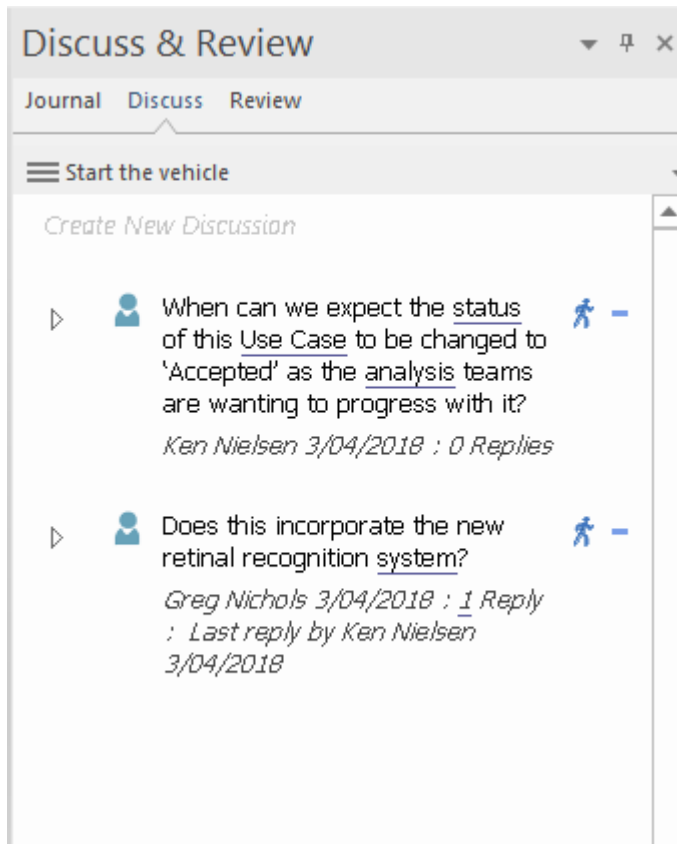 Discuss & Review
Journal Discuss Review
Start the vehicle
Create New Discussion
When can we expect the status
of this Use Case to be changed to
'Accepted' as the analysis teams
are wanting to progress with it?
Ken Nielsen 3/04/2018 : 0 Replies
Does this incorporate the new
retinal recognition system?
Greg Nichols 3/04/2018 : 1 Reply
: Last reply by Ken Nielsen
3/04/2018